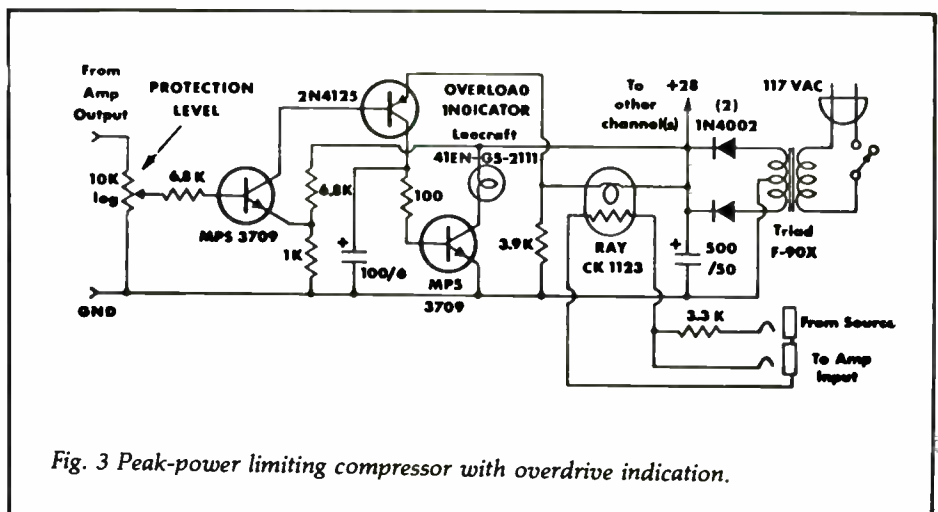 From
Amp
Output
PROTECTION
LEVEL
10K
log
6.8 K
MPS 3709
2N4125
OVERLOAD
INDICATOR
Leecraft
41EN-G5-2111
6.8K
1K
100/6
100
MPS
3709
3.9K
RAY
CK 1123
To
other
channel(s)
+28
(2)
1N4002
117 VAC
500
/50
Triad
F-90X
GND
3.3 K
From Source
To Amp
Input
+
+
Fig. 3 Peak-power limiting compressor with overdrive indication.